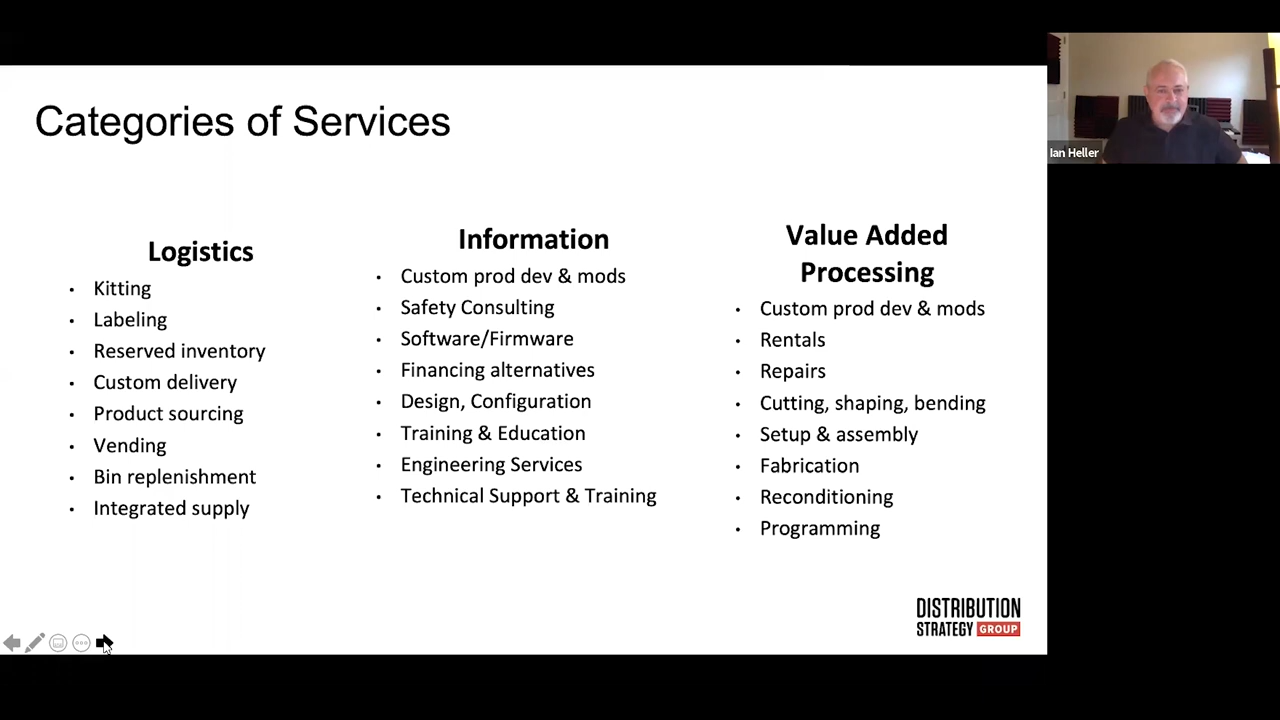 Categories of Services
Logistics
Kitting
Labeling
Reserved inventory
Custom delivery
Product sourcing
Vending
Bin replenishment
Integrated supply
Information
Custom prod dev & mods
Safety Consulting
Software/Firmware
Financing alternatives
Design, Configuration
Training & Education
Engineering Services
Technical Support & Training
Value Added
Processing
Custom prod dev & mods
Rentals
Repairs
Cutting, shaping, bending
Setup & assembly
Fabrication
Reconditioning
Programming
DISTRIBUTION
STRATEGY GROUP
Ian Heller